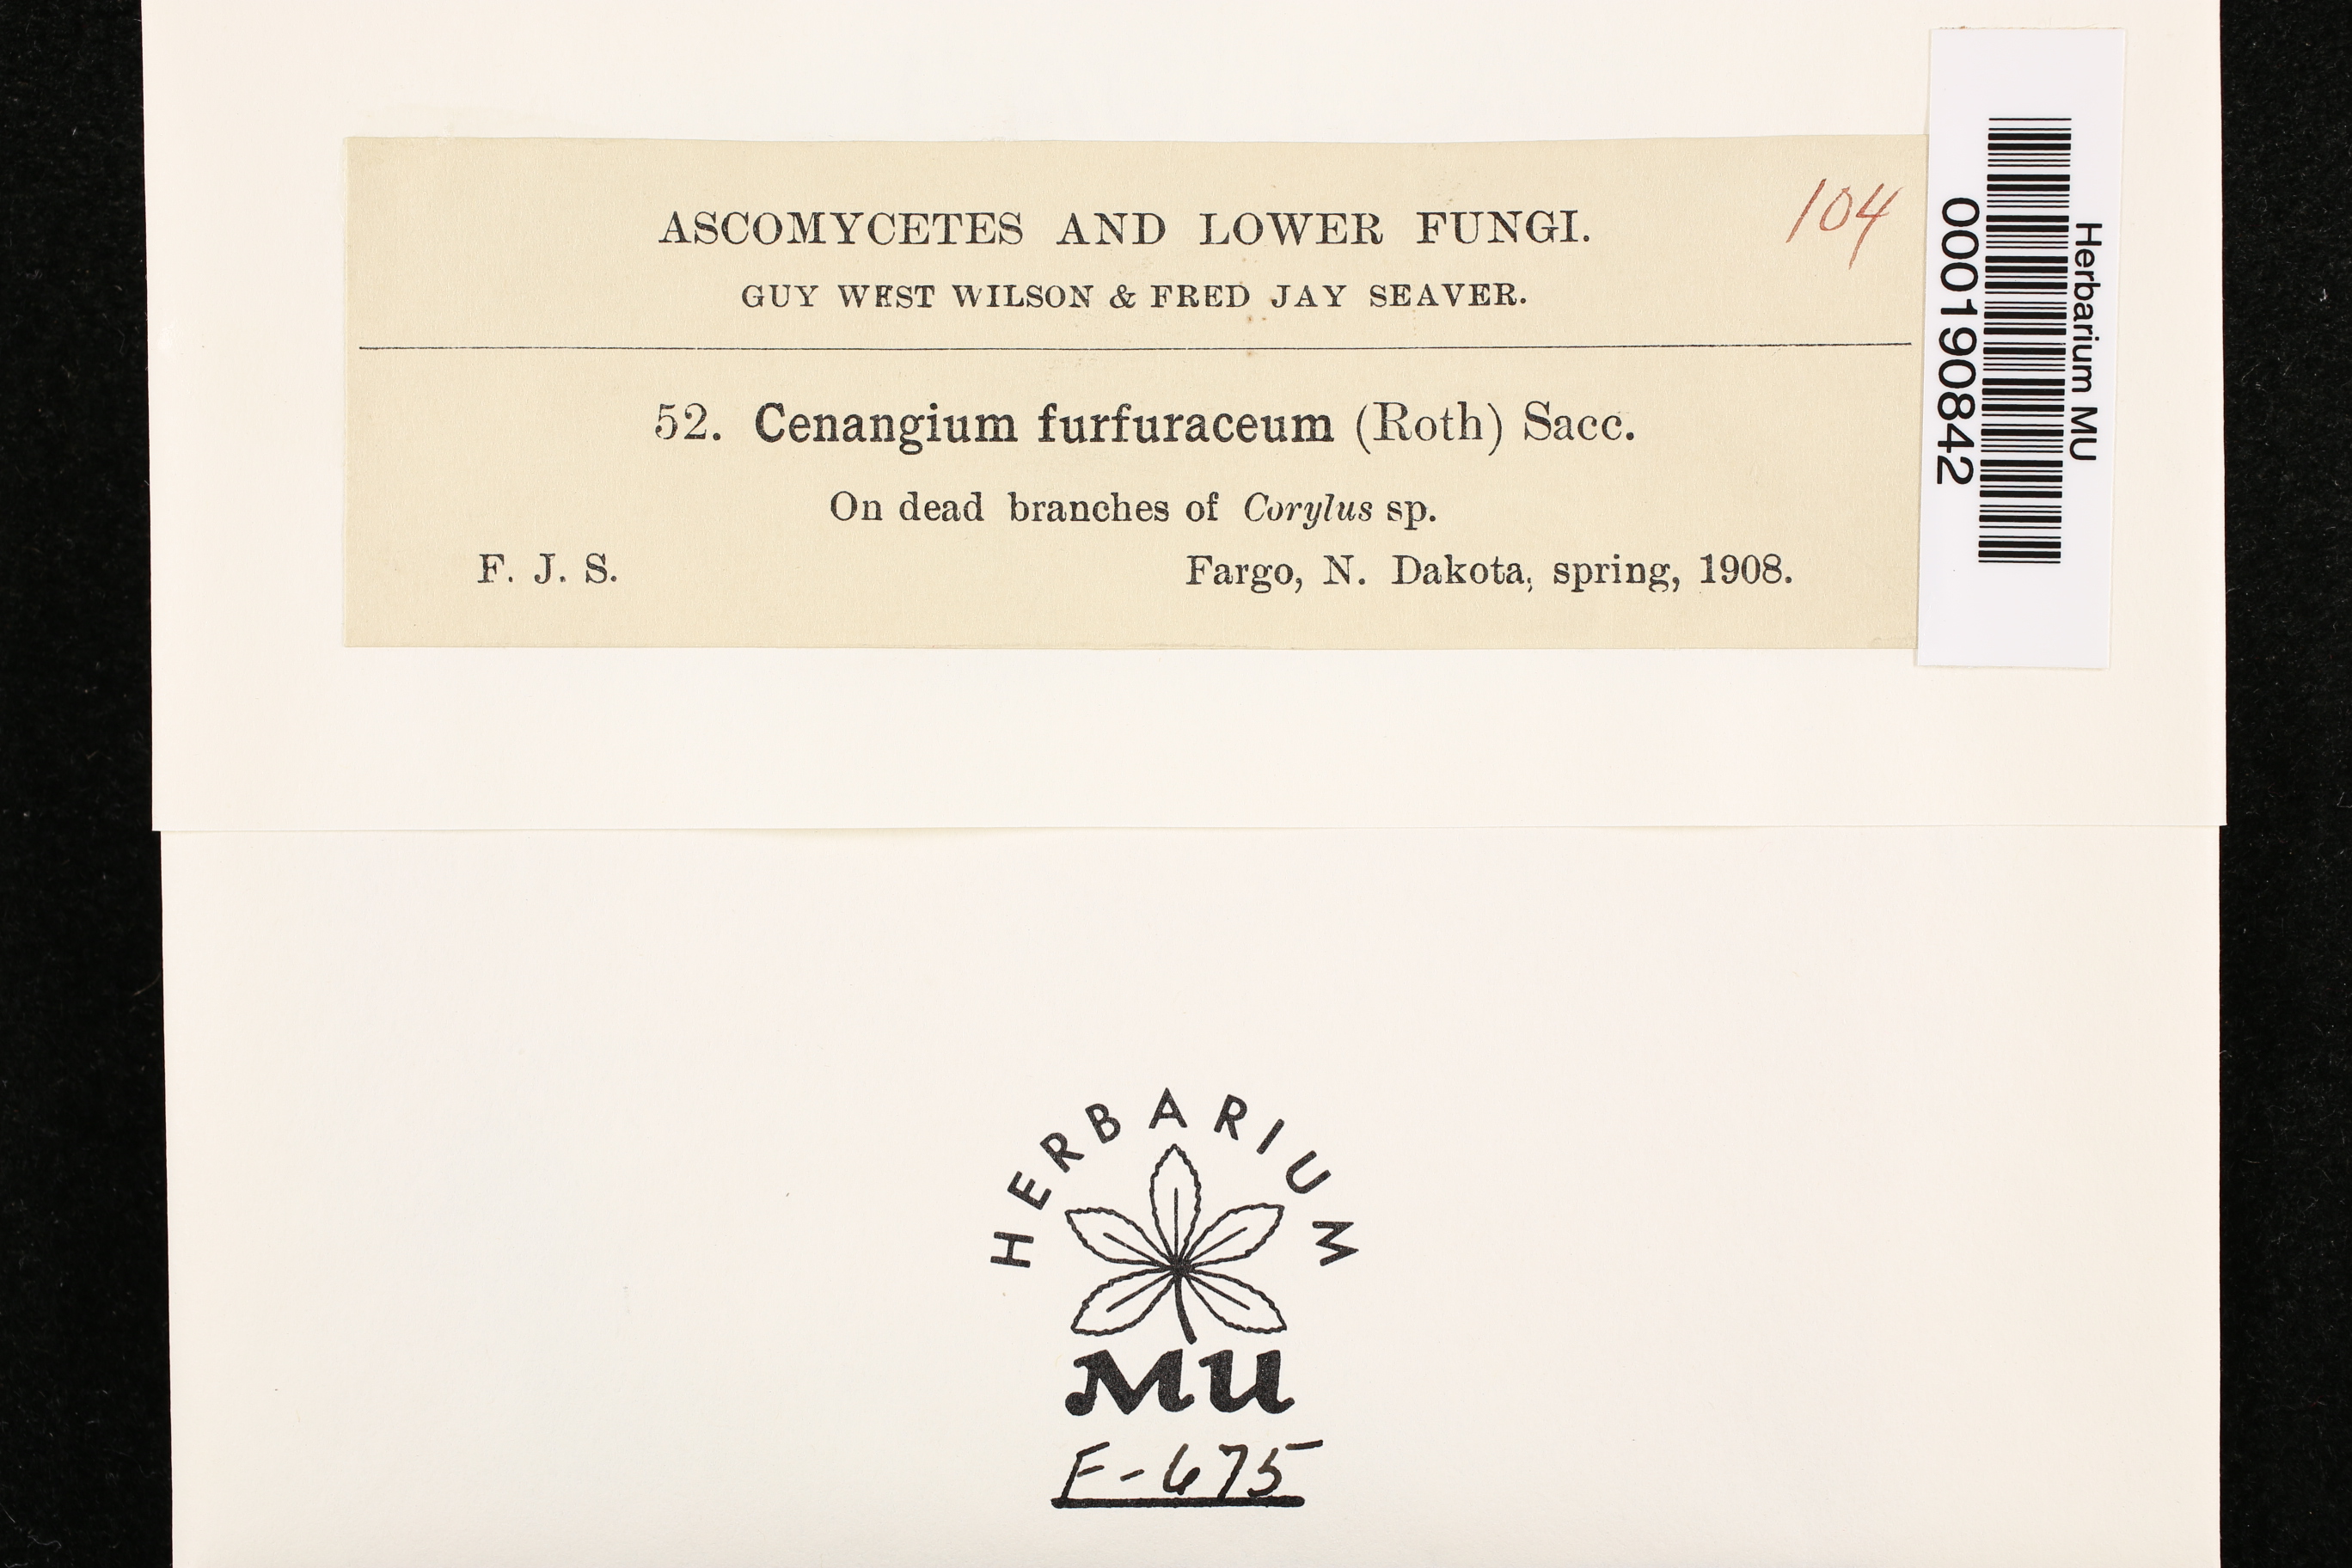 ASCOMYCETES AND LOWER FUNGI.
104
GUY WEST WILSON & FRED JAY SEAVER.
52. Cenangium furfuraceum (Roth) Sacc.
On dead branches of Corylus sp.
F. J. S.
Fargo, N. Dakota, spring, 1908.
Herbarium MU
000190842
HERBARIUM
MU
F-675